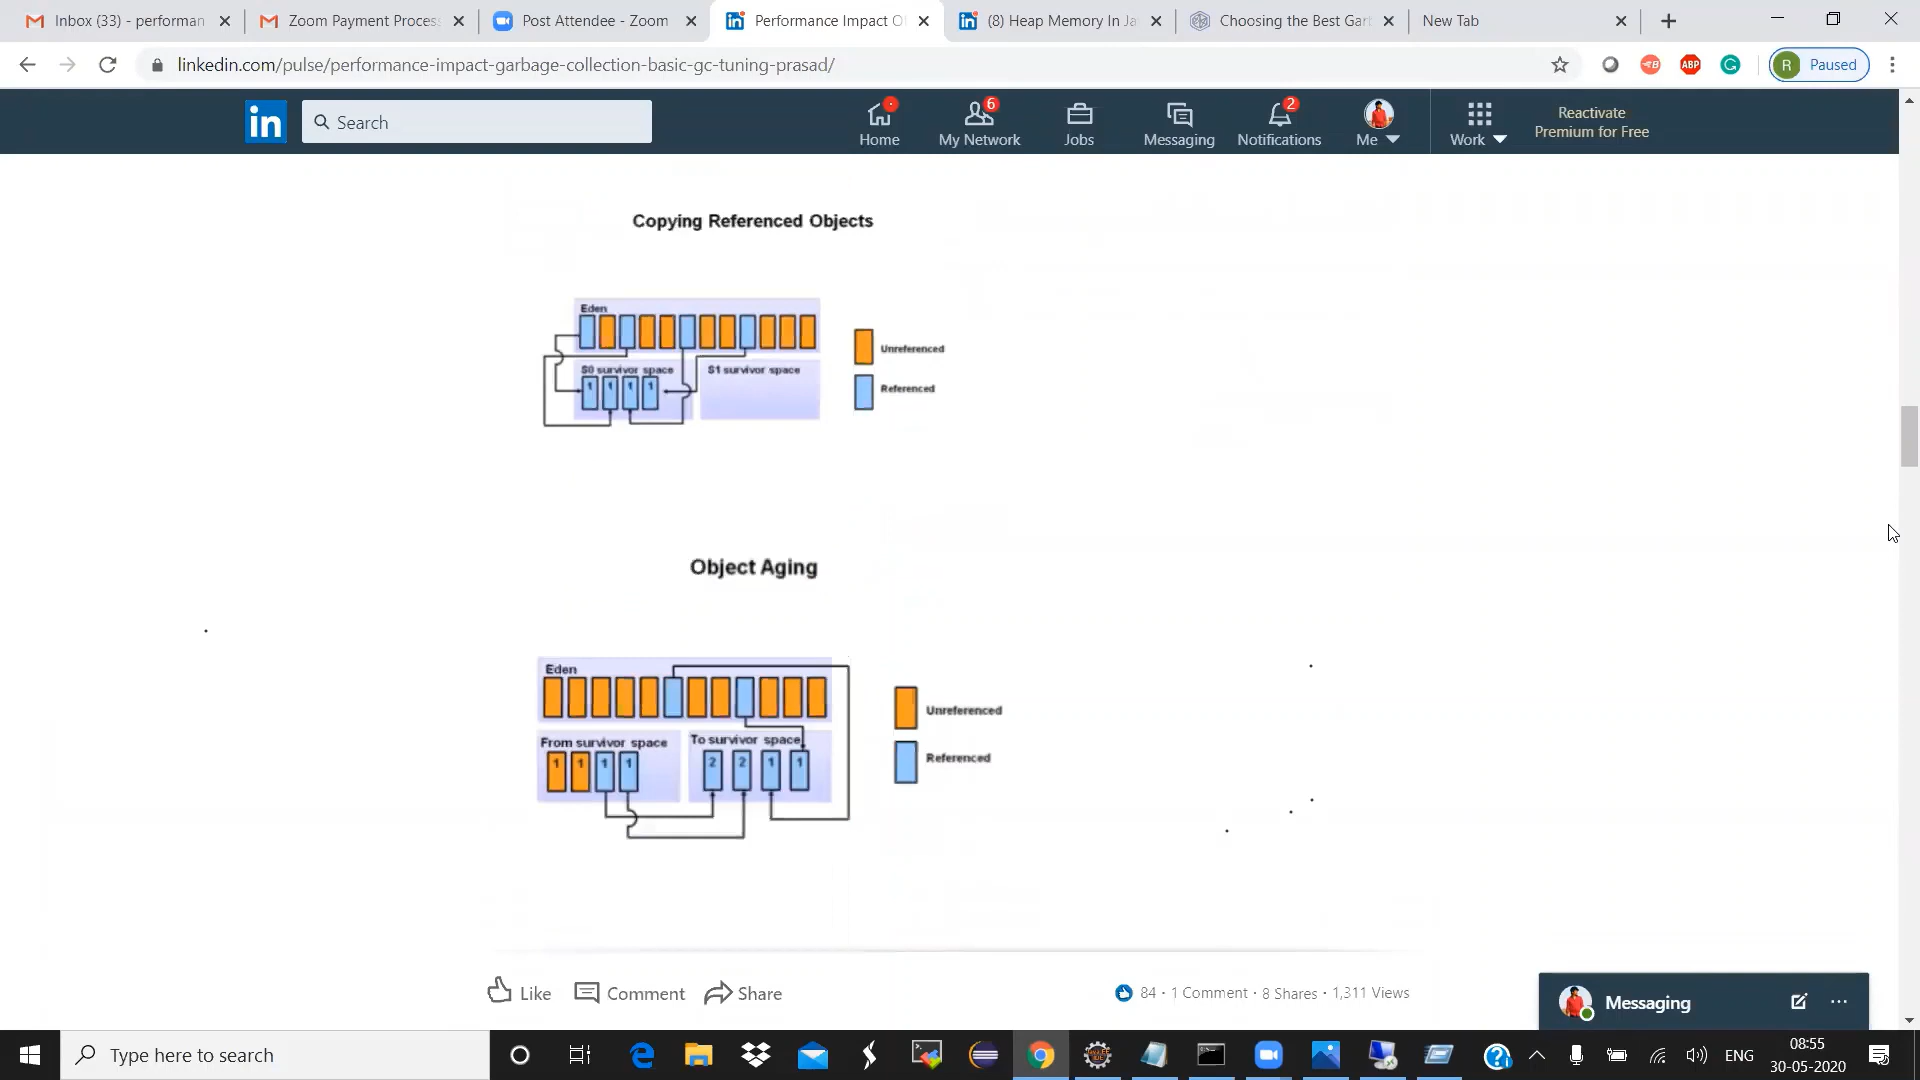 Inbox (33) - performan
Zoom Payment Process
Post Attendee - Zoom
Performance Impact O
(8) Heap Memory In Ja
Choosing the Best Gar
New Tab
linkedin.com/pulse/performance-impact-garbage-collection-basic-gc-tuning-prasad/
ABP
R Paused
in
Search
Home
6
My Network
Jobs
Messaging
2
Notifications
Me
Work
Reactivate
Premium for Free
Copying Referenced Objects
Eden
S0 survivor space
S1 survivor space
1 1 1 1
Unreferenced
Referenced
Object Aging
Eden
From survivor space
To survivor space
1 1 1 1
2 2 1 1
Unreferenced
Referenced
Like
Comment
Share
84 · 1 Comment · 8 Shares · 1,311 Views
Messaging
Type here to search
ENG
08:55
30-05-2020